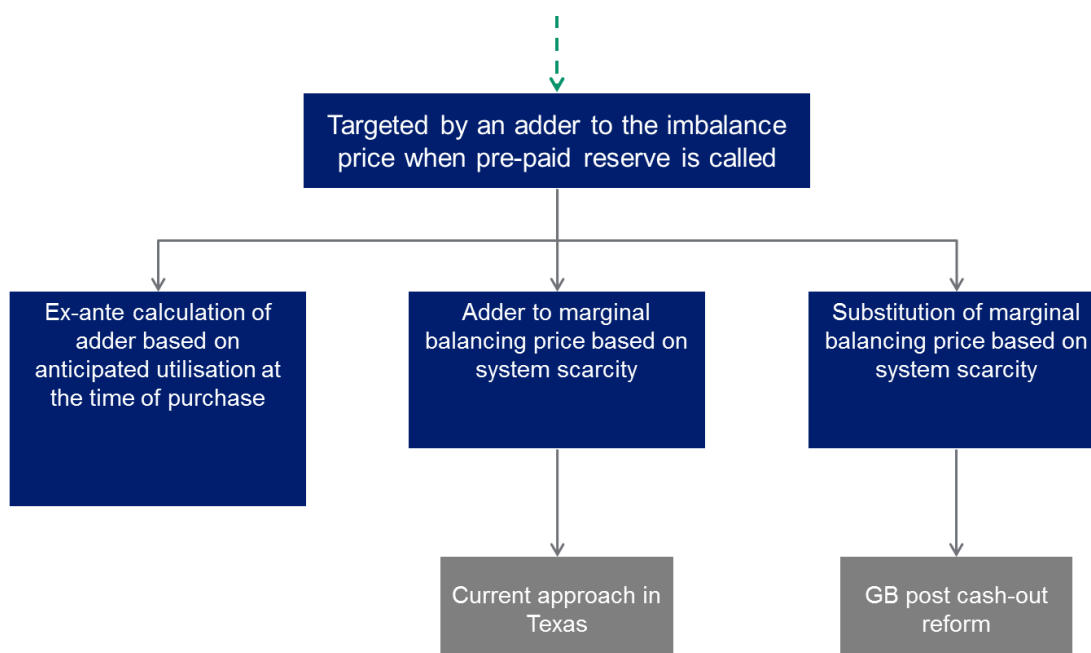 Targeted by an adder to the imbalance
price when pre-paid reserve is called
Ex-ante calculation of
adder based on
anticipated utilisation at
the time of purchase
Adder to marginal
balancing price based on
system scarcity
Substitution of marginal
balancing price based on
system scarcity
Current approach in
Texas
GB post cash-out
reform